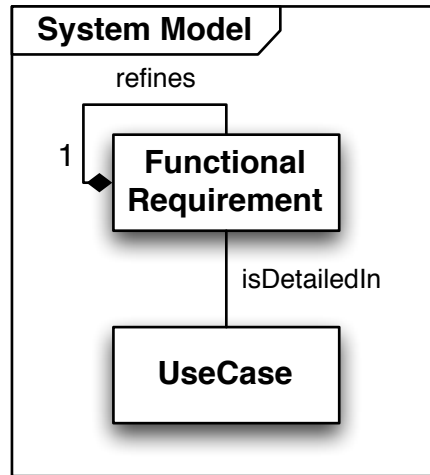 System Model
refines
1
Functional
Requirement
isDetailedIn
UseCase